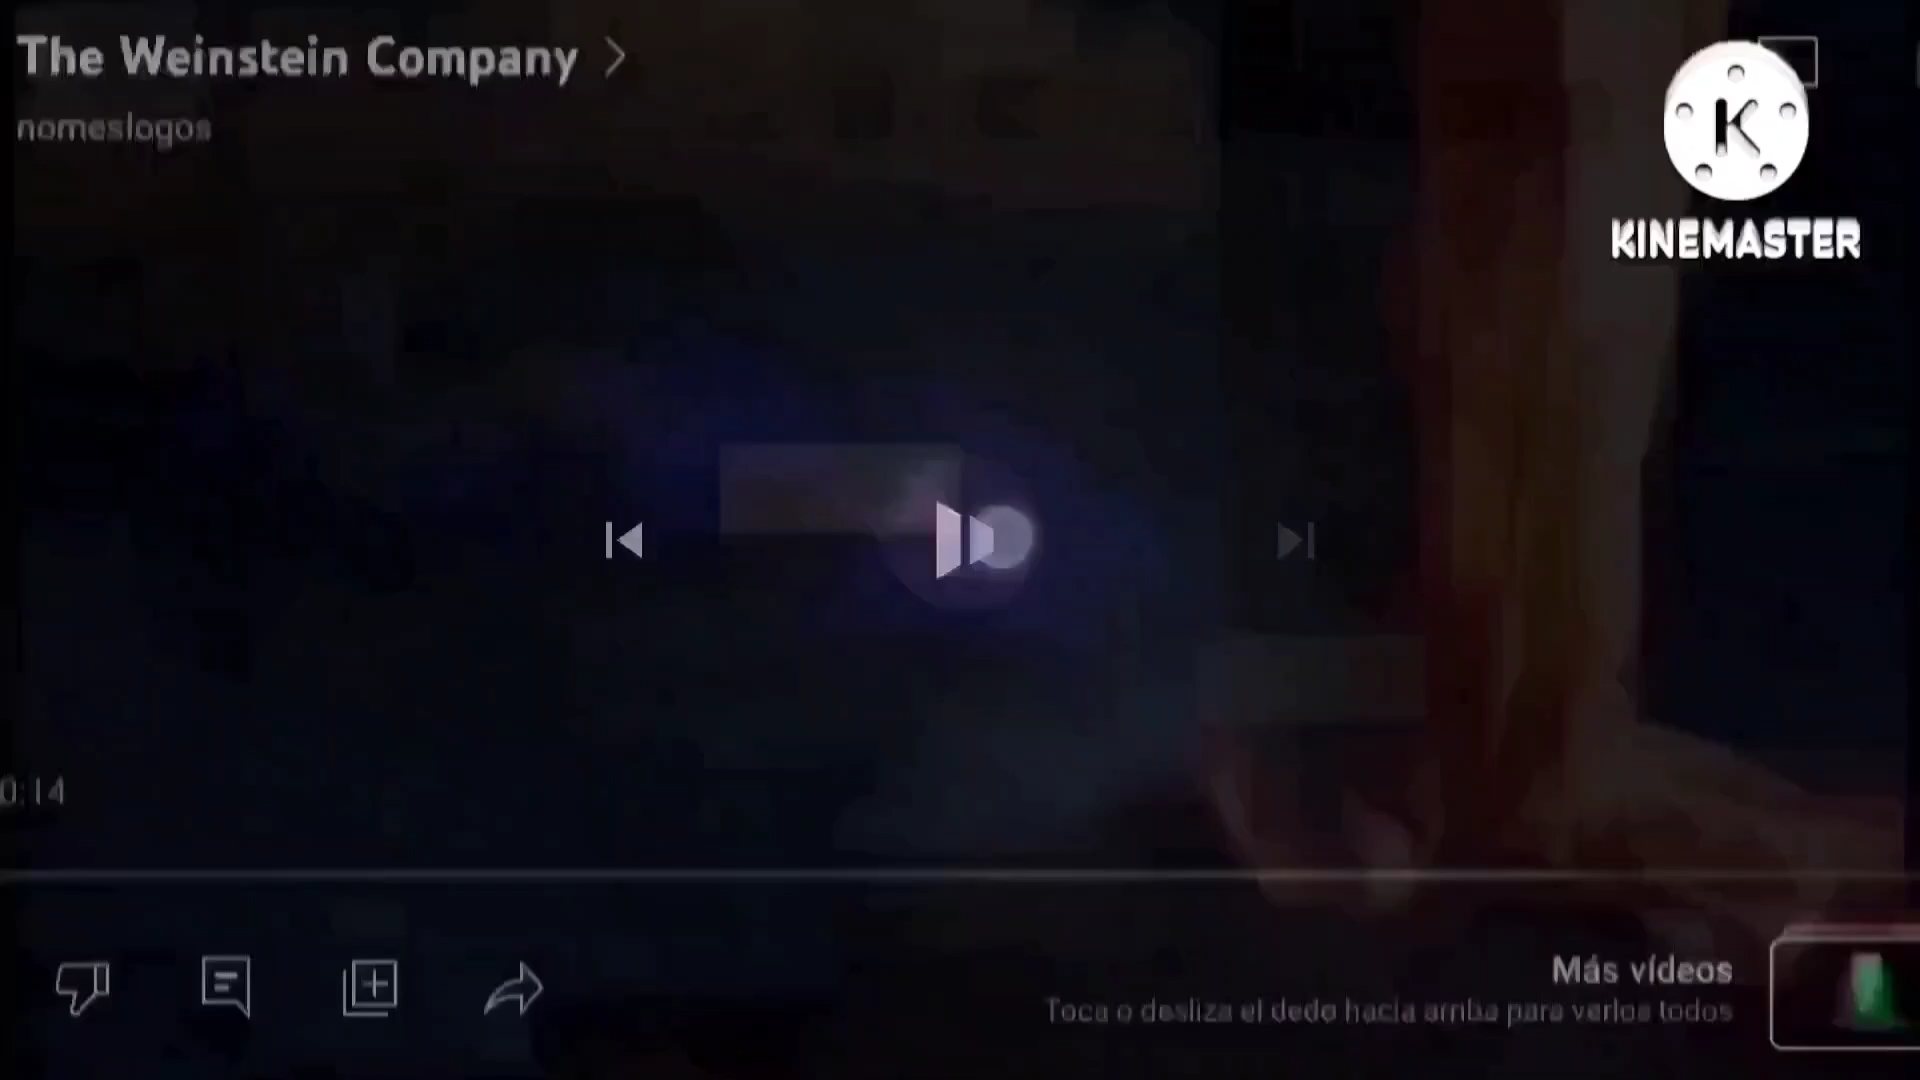 The Weinstein Company
nomeslogos
K
KINEMASTER
0:14
Más vídeos
Toca o desliza el dedo hacia arriba para verlos todos